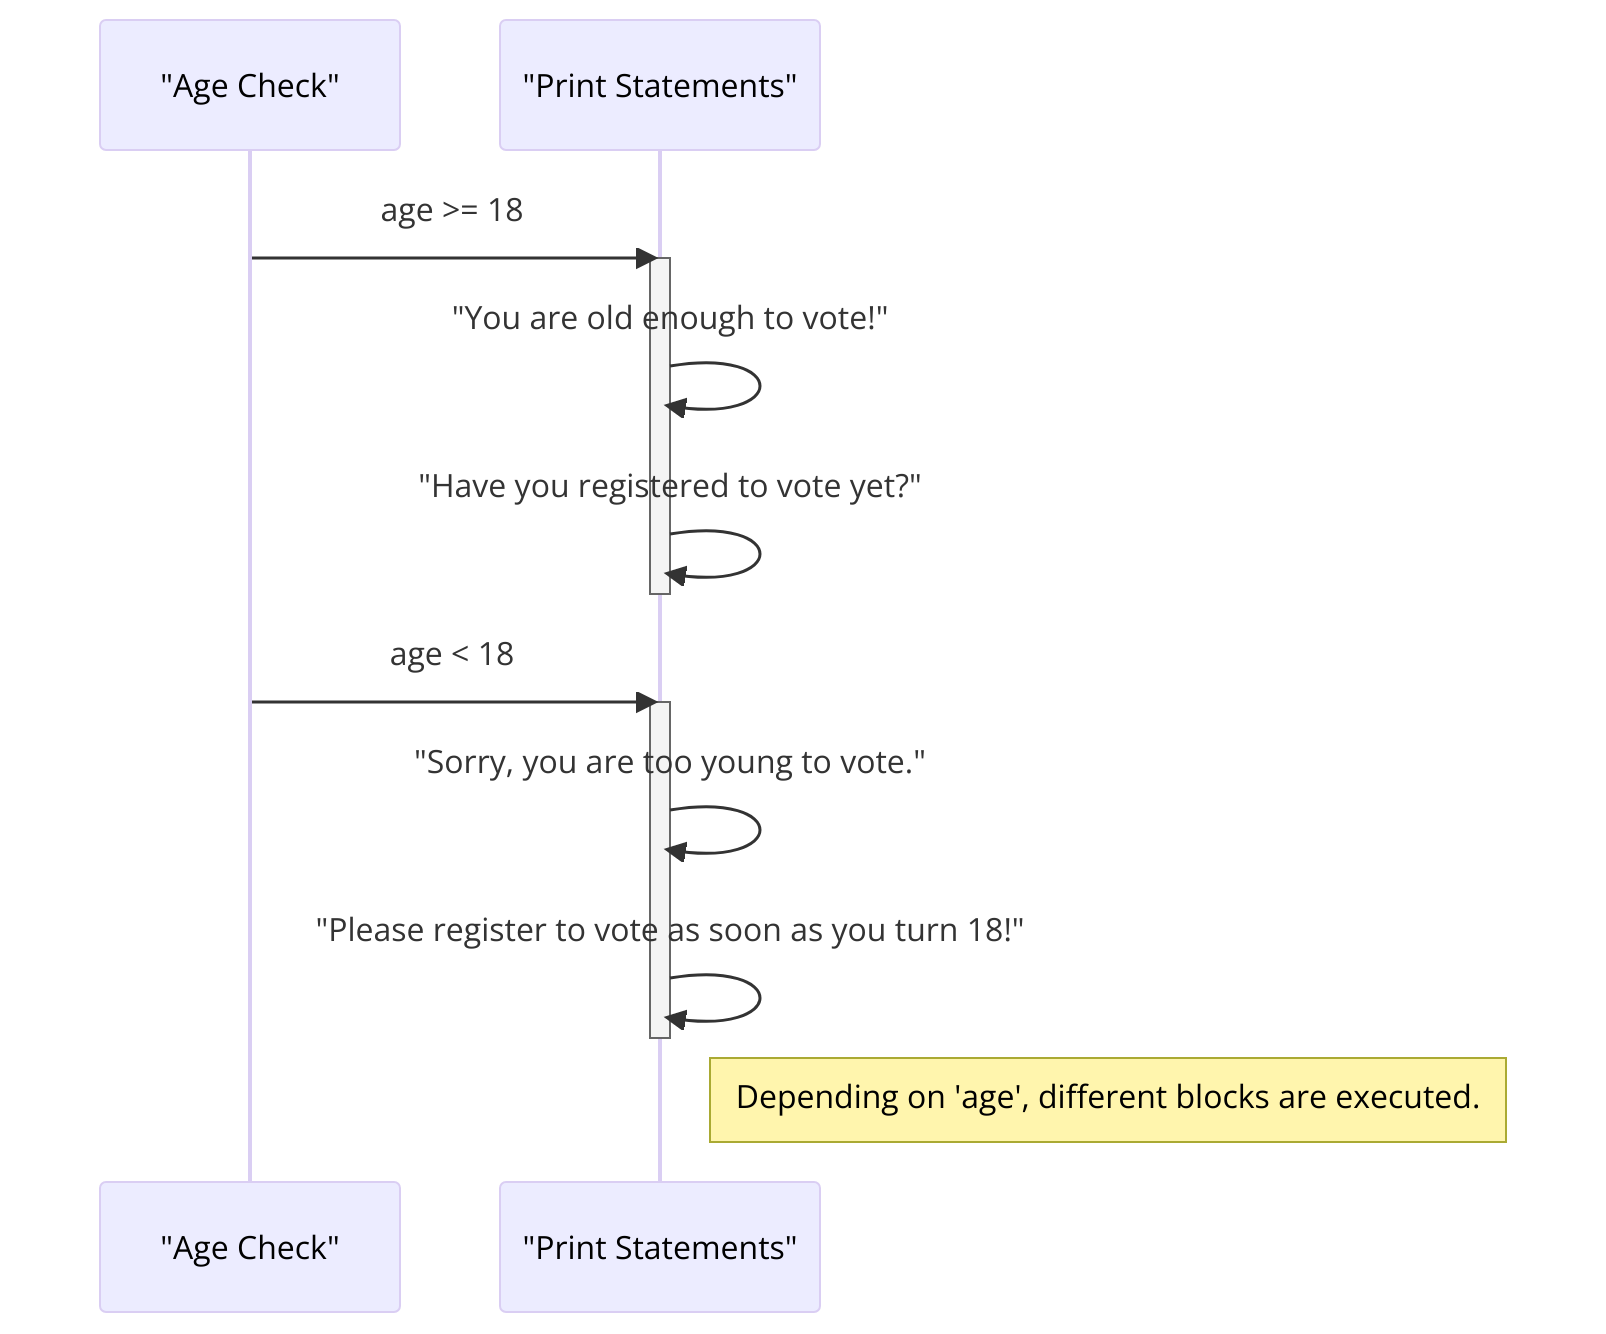 "Age Check"
"Print Statements"
age >= 18
"You are old enough to vote!"
"Have you registered to vote yet?"
age < 18
"Sorry, you are too young to vote."
"Please register to vote as soon as you turn 18!"
Depending on 'age', different blocks are executed.
"Age Check"
"Print Statements"